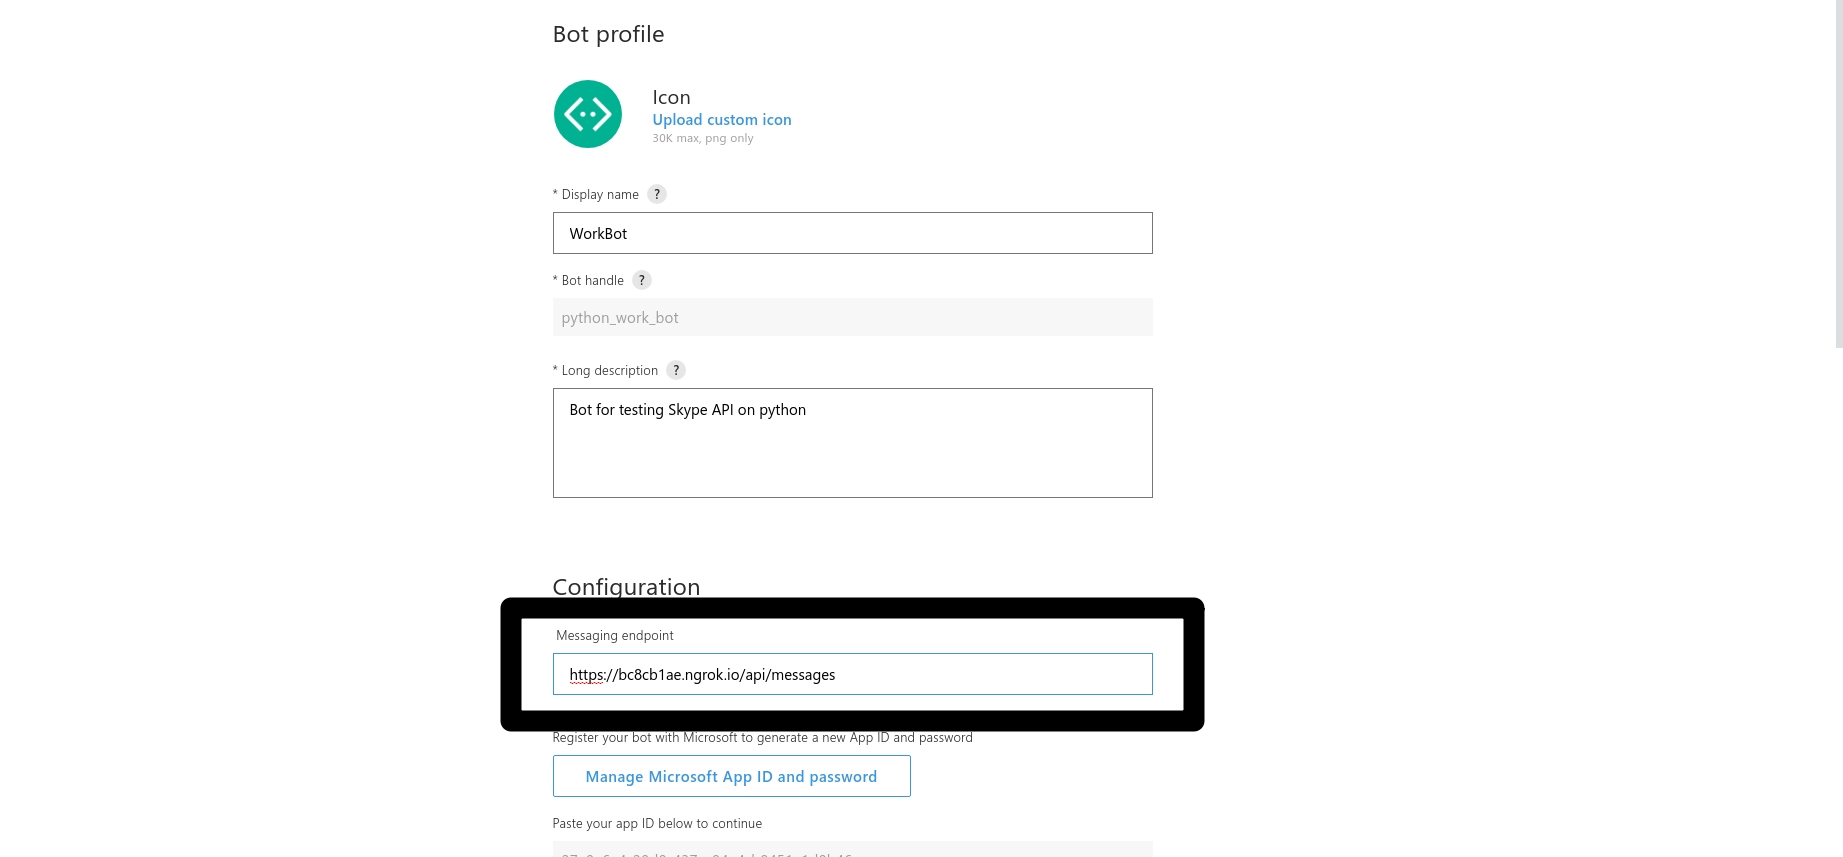 Bot profile
Icon
Upload custom icon
30K max, png only
* Display name ?
WorkBot
* Bot handle ?
python_work_bot
* Long description ?
Bot for testing Skype API on python
Configuration
Messaging endpoint
https://bc8cb1ae.ngrok.io/api/messages
Register your bot with Microsoft to generate a new App ID and password
Manage Microsoft App ID and password
Paste your app ID below to continue